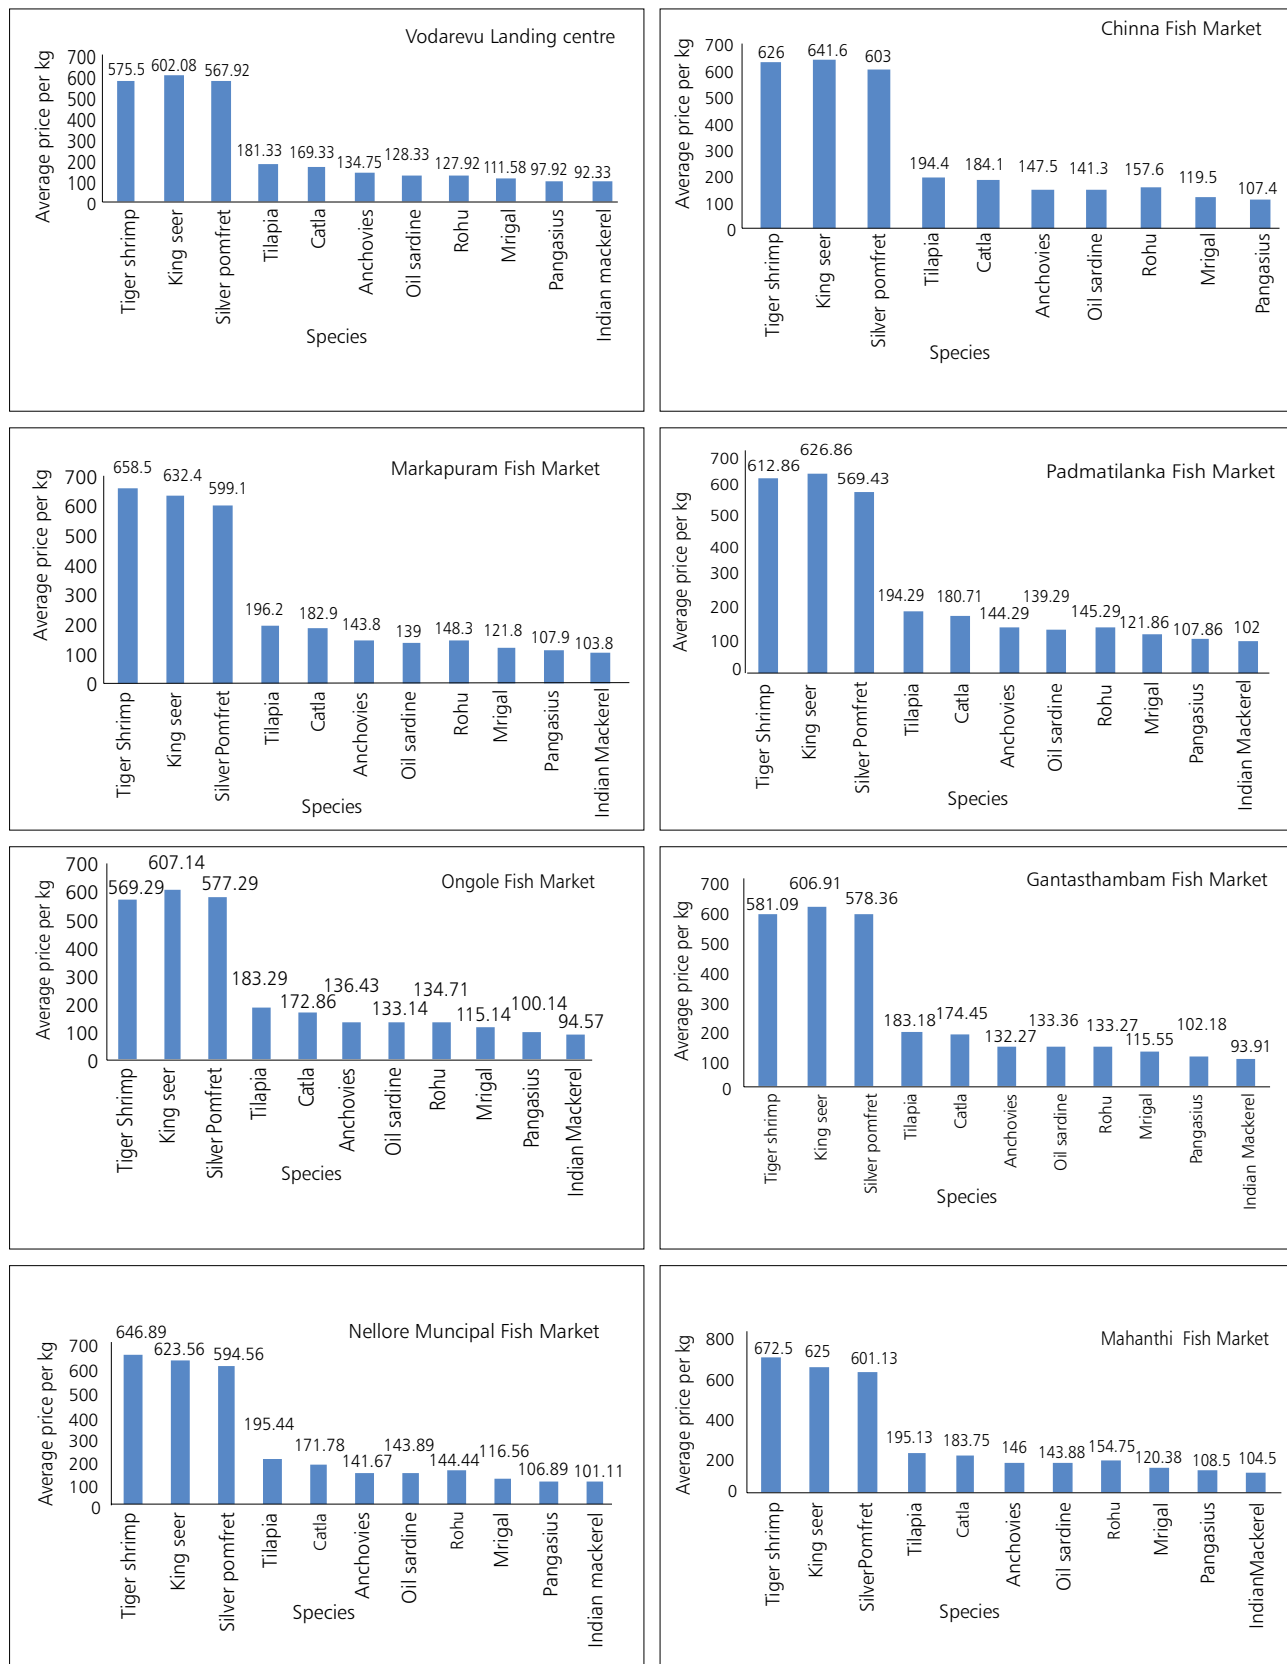 Vodarevu Landing centre
Average price per kg
700
600
500
400
300
200
100
0
575.5
602.08
567.92
181.33
169.33
134.75
128.33
127.92
111.58
97.92
92.33
Tiger shrimp
King seer
Silver pomfret
Tilapia
Catla
Anchovies
Oil sardine
Rohu
Mrigal
Pangasius
Indian mackerel
Species
Chinna Fish Market
Average price per kg
700
600
500
400
300
200
100
0
626
641.6
603
194.4
184.1
147.5
141.3
157.6
119.5
107.4
Tiger shrimp
King seer
Silver pomfret
Tilapia
Catla
Anchovies
Oil sardine
Rohu
Mrigal
Pangasius
Species
Markapuram Fish Market
Average price per kg
700
600
500
400
300
200
100
0
658.5
632.4
599.1
196.2
182.9
143.8
139
148.3
121.8
107.9
103.8
Tiger Shrimp
King seer
Silver Pomfret
Tilapia
Catla
Anchovies
Oil sardine
Rohu
Mrigal
Pangasius
Indian Mackerel
Species
Padmatilanka Fish Market
Average price per kg
700
600
500
400
300
200
100
0
612.86
626.86
569.43
194.29
180.71
144.29
139.29
145.29
121.86
107.86
102
Tiger Shrimp
King seer
Silver Pomfret
Tilapia
Catla
Anchovies
Oil sardine
Rohu
Mrigal
Pangasius
Indian Mackerel
Species
Ongole Fish Market
Average price per kg
700
600
500
400
300
200
100
0
569.29
607.14
577.29
183.29
172.86
136.43
133.14
134.71
115.14
100.14
94.57
Tiger Shrimp
King seer
Silver Pomfret
Tilapia
Catla
Anchovies
Oil sardine
Rohu
Mrigal
Pangasius
Indian Mackerel
Species
Gantasthambam Fish Market
Average price per kg
700
600
500
400
300
200
100
0
581.09
606.91
578.36
183.18
174.45
132.27
133.36
133.27
115.55
102.18
93.91
Tiger shrimp
King seer
Silver pomfret
Tilapia
Catla
Anchovies
Oil sardine
Rohu
Mrigal
Pangasius
Indian Mackerel
Species
Nellore Muncipal Fish Market
Average price per kg
700
600
500
400
300
200
100
0
646.89
623.56
594.56
195.44
171.78
141.67
143.89
144.44
116.56
106.89
101.11
Tiger shrimp
King seer
Silver pomfret
Tilapia
Catla
Anchovies
Oil sardine
Rohu
Mrigal
Pangasius
Indian mackerel
Species
Mahanthi Fish Market
Average price per kg
800
600
400
200
0
672.5
625
601.13
195.13
183.75
146
143.88
154.75
120.38
108.5
104.5
Tiger shrimp
King seer
SilverPomfret
Tilapia
Catla
Anchovies
Oil sardine
Rohu
Mrigal
Pangasius
IndianMackerel
Species